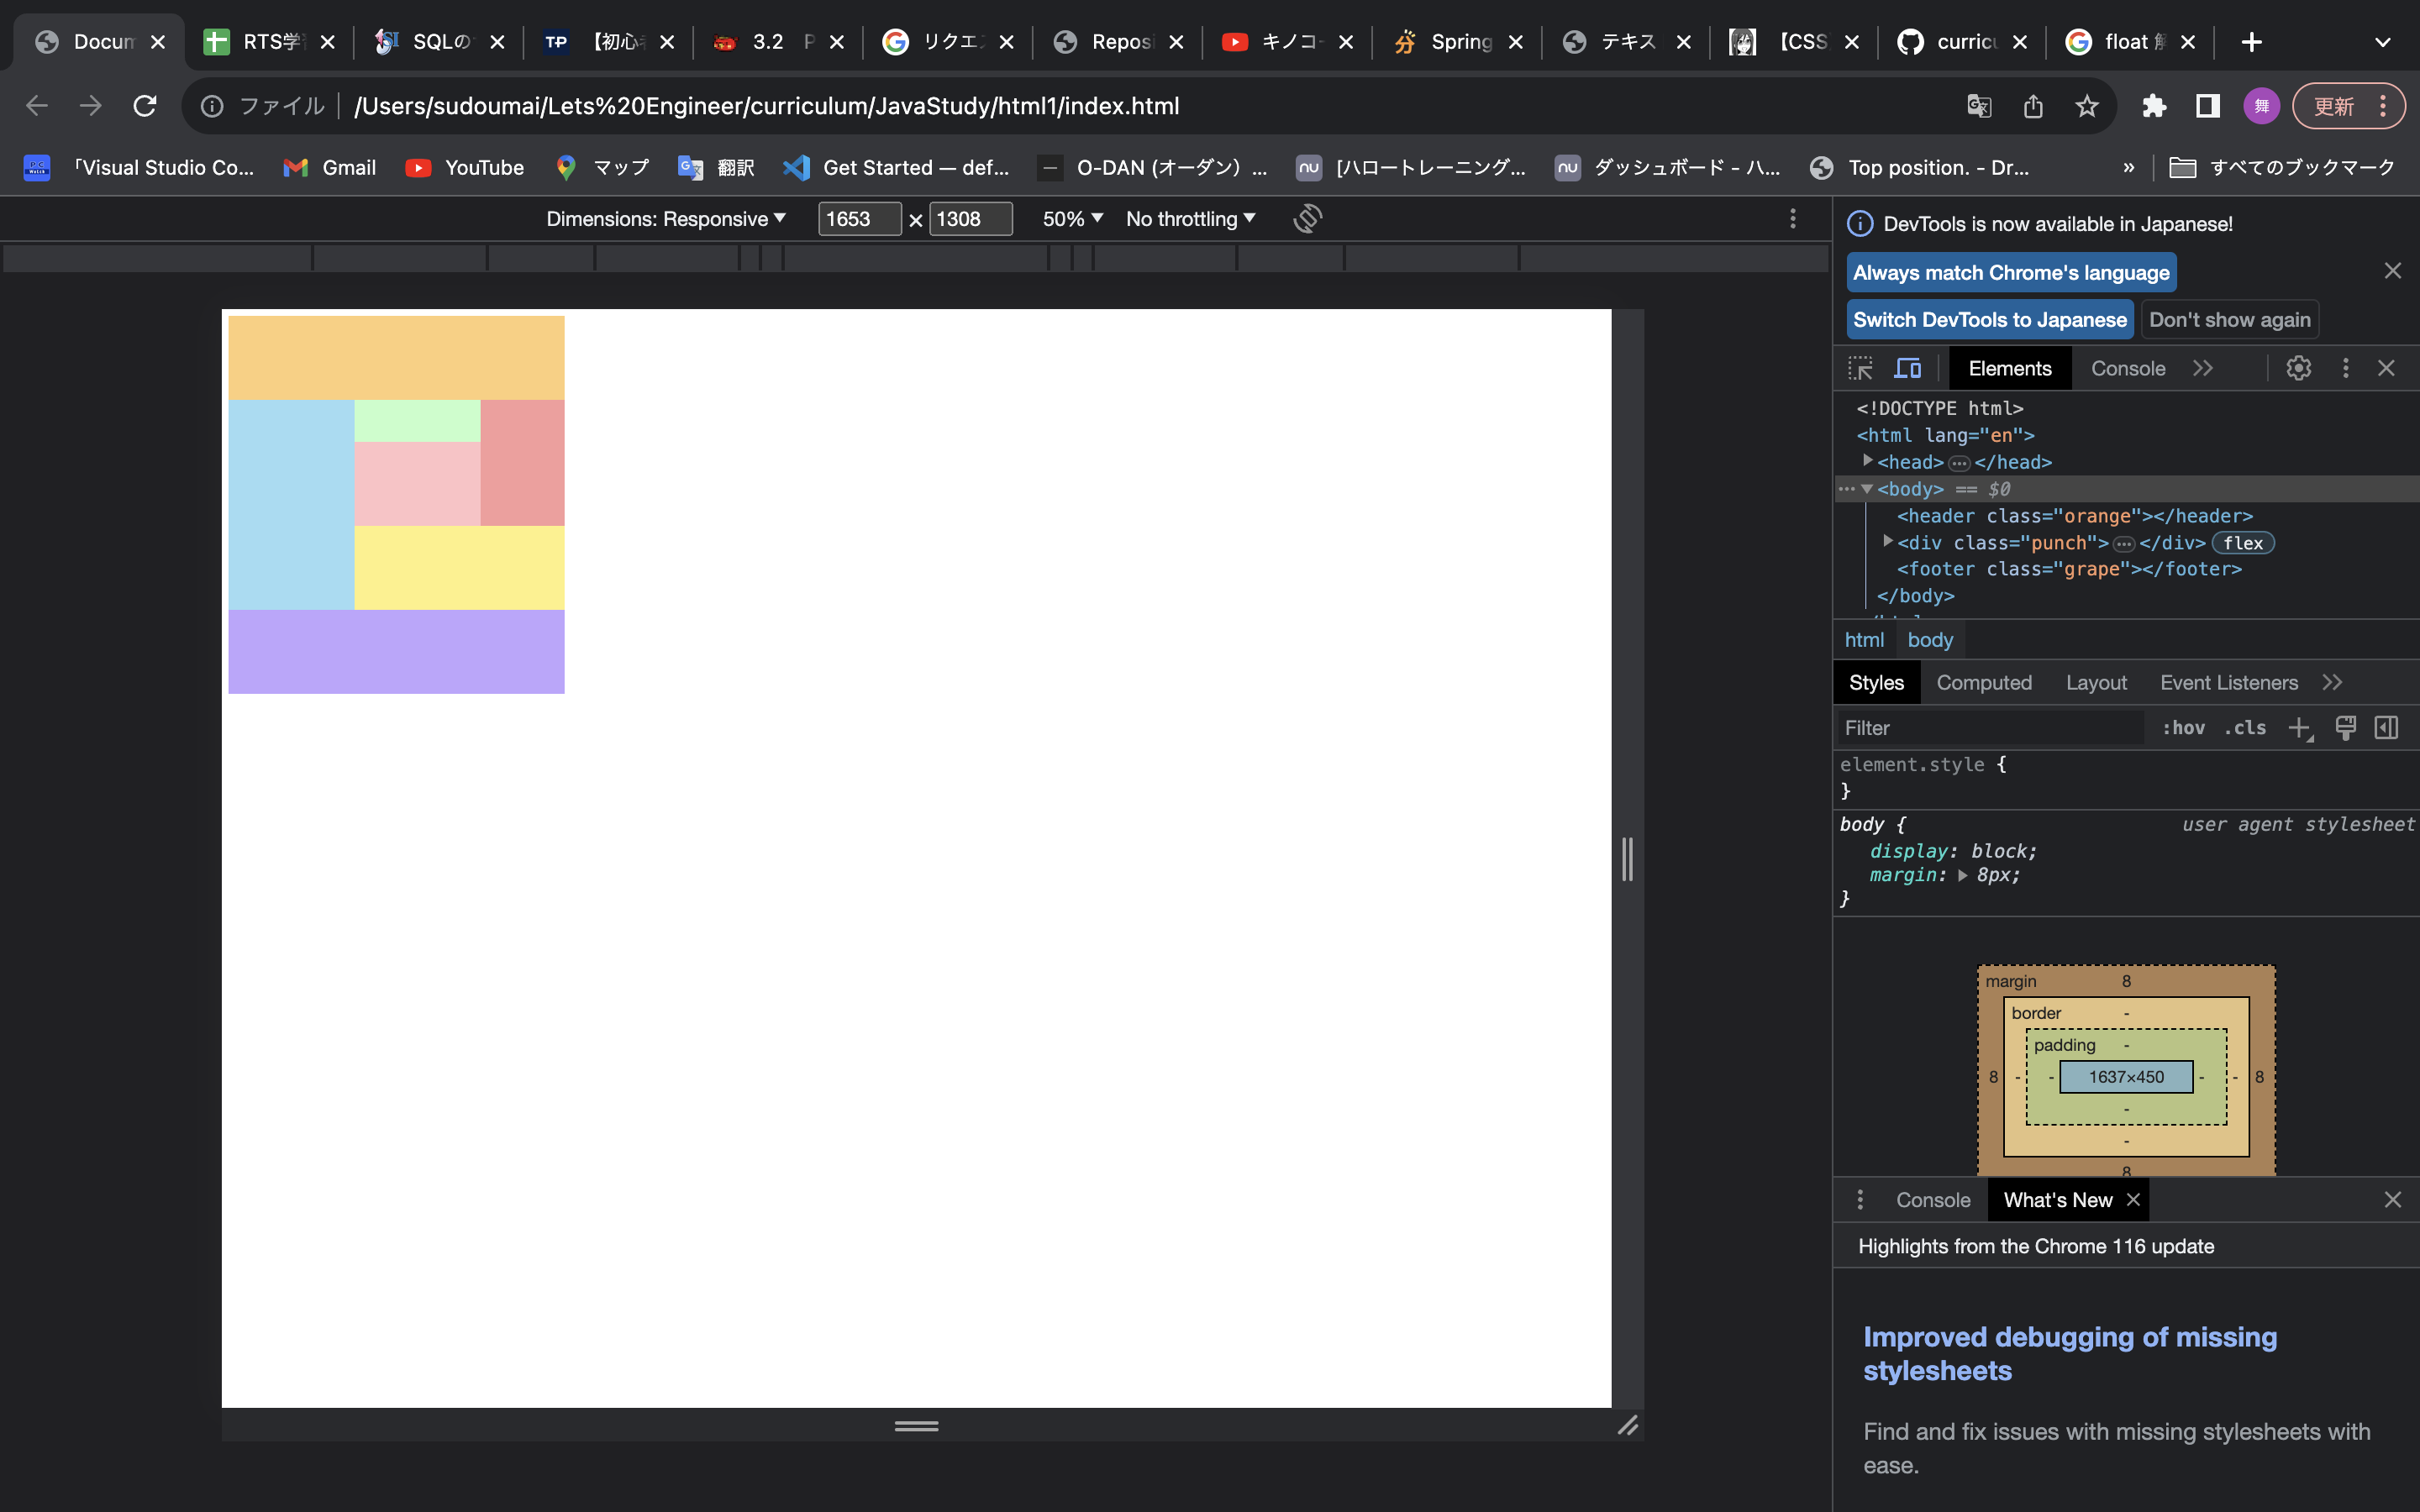 Docum
RTS学習
SQLの
TP 【初心者
3.2 P
リクエス
Reposi
キノコー
Spring
テキス
【CSS】
curricu
float 解
ファイル
/Users/sudoumai/Lets%20Engineer/curriculum/JavaStudy/html1/index.html
舞
更新
「Visual Studio Co...
Gmail
YouTube
マップ
翻訳
Get Started — def...
O-DAN (オーダン) ...
nu [ハロートレーニング...
nu ダッシュボード - ハ...
Top position. - Dr...
»
すべてのブックマーク
Dimensions: Responsive ▼ 1653 × 1308 50% ▼ No throttling ▼
DevTools is now available in Japanese!
Always match Chrome's language
Switch DevTools to Japanese Don't show again
Elements Console
<!DOCTYPE html>
<html lang="en">
<head>…</head>
<body> == $0
<header class="orange"></header>
<div class="punch">…</div> flex
<footer class="grape"></footer>
</body>
html body
Styles Computed Layout Event Listeners
Filter :hov .cls
element.style {
}
body { user agent stylesheet
display: block;
margin: ▶ 8px;
}
margin 8
border -
padding -
8 - - 1637×450 - - 8
-
-
8
Console What's New
Highlights from the Chrome 116 update
Improved debugging of missing
stylesheets
Find and fix issues with missing stylesheets with
ease.